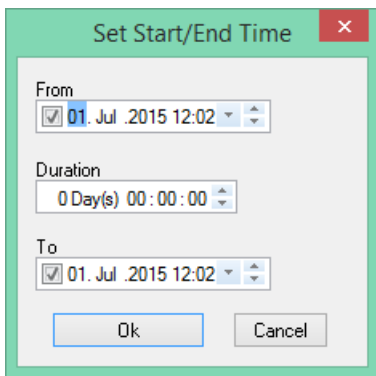 Set Start/End Time
From
01. Jul .2015 12:02
Duration
0 Day(s) 00:00:00
To
01. Jul .2015 12:02
Ok Cancel